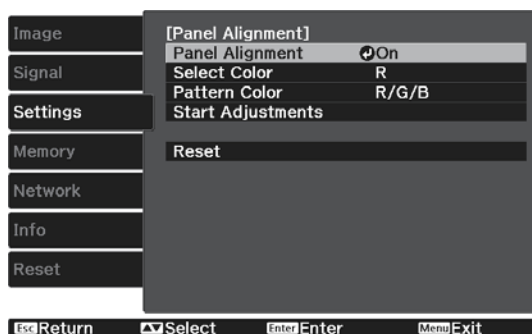 Image
Signal
Settings
Memory
Network
Info
Reset
[Panel Alignment]
Panel Alignment On
Select Color R
Pattern Color R/G/B
Start Adjustments
Reset
Esc Return Select Enter Enter Menu Exit